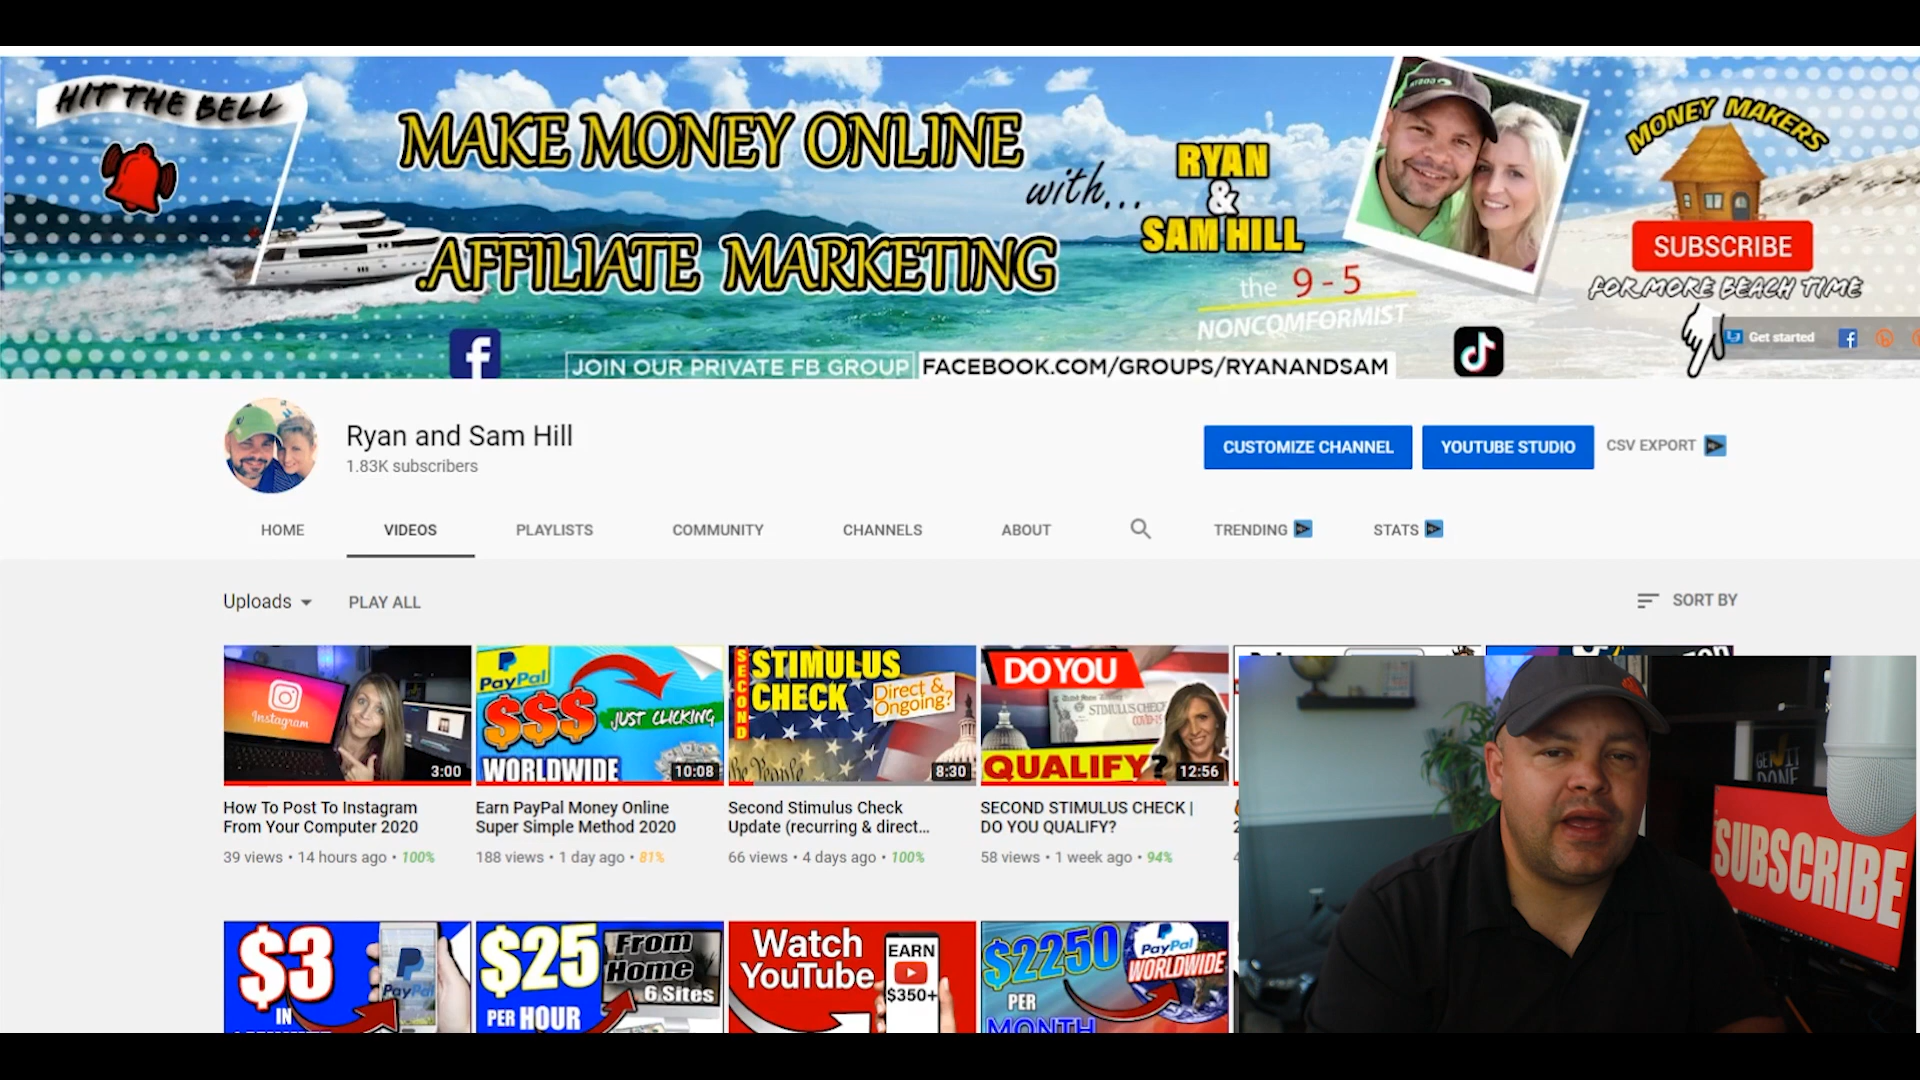 HIT THE BELL
MAKE MONEY ONLINE
.AFFILIATE MARKETING
with...
RYAN
&
SAM HILL
the 9-5
NONCOMFORMIST
MONEY MAKERS
SUBSCRIBE
FOR MORE BEACH TIME
Get started
JOIN OUR PRIVATE FB GROUP FACEBOOK.COM/GROUPS/RYANANDSAM
Ryan and Sam Hill
1.83K subscribers
CUSTOMIZE CHANNEL
YOUTUBE STUDIO
CSV EXPORT
HOME VIDEOS PLAYLISTS COMMUNITY CHANNELS ABOUT TRENDING STATS
Uploads PLAY ALL
SORT BY
Instagram
3:00
PayPal
$$$ JUST CLICKING
WORLDWIDE
10:08
SECOND
STIMULUS
CHECK
Direct &
Ongoing?
We the People
8:30
DO YOU
STIMULUS CHECK
QUALIFY?
12:56
How To Post To Instagram
From Your Computer 2020
39 views • 14 hours ago • 100%
Earn PayPal Money Online
Super Simple Method 2020
188 views • 1 day ago • 81%
Second Stimulus Check
Update (recurring & direct...
66 views • 4 days ago • 100%
SECOND STIMULUS CHECK |
DO YOU QUALIFY?
58 views • 1 week ago • 94%
$3
IN
PayPal
$25
PER HOUR
From
Home
6 Sites
Watch
YouTube
EARN
$350+
$2250
PER
MONTH
PayPal
WORLDWIDE
GET IT
DONE
SUBSCRIBE